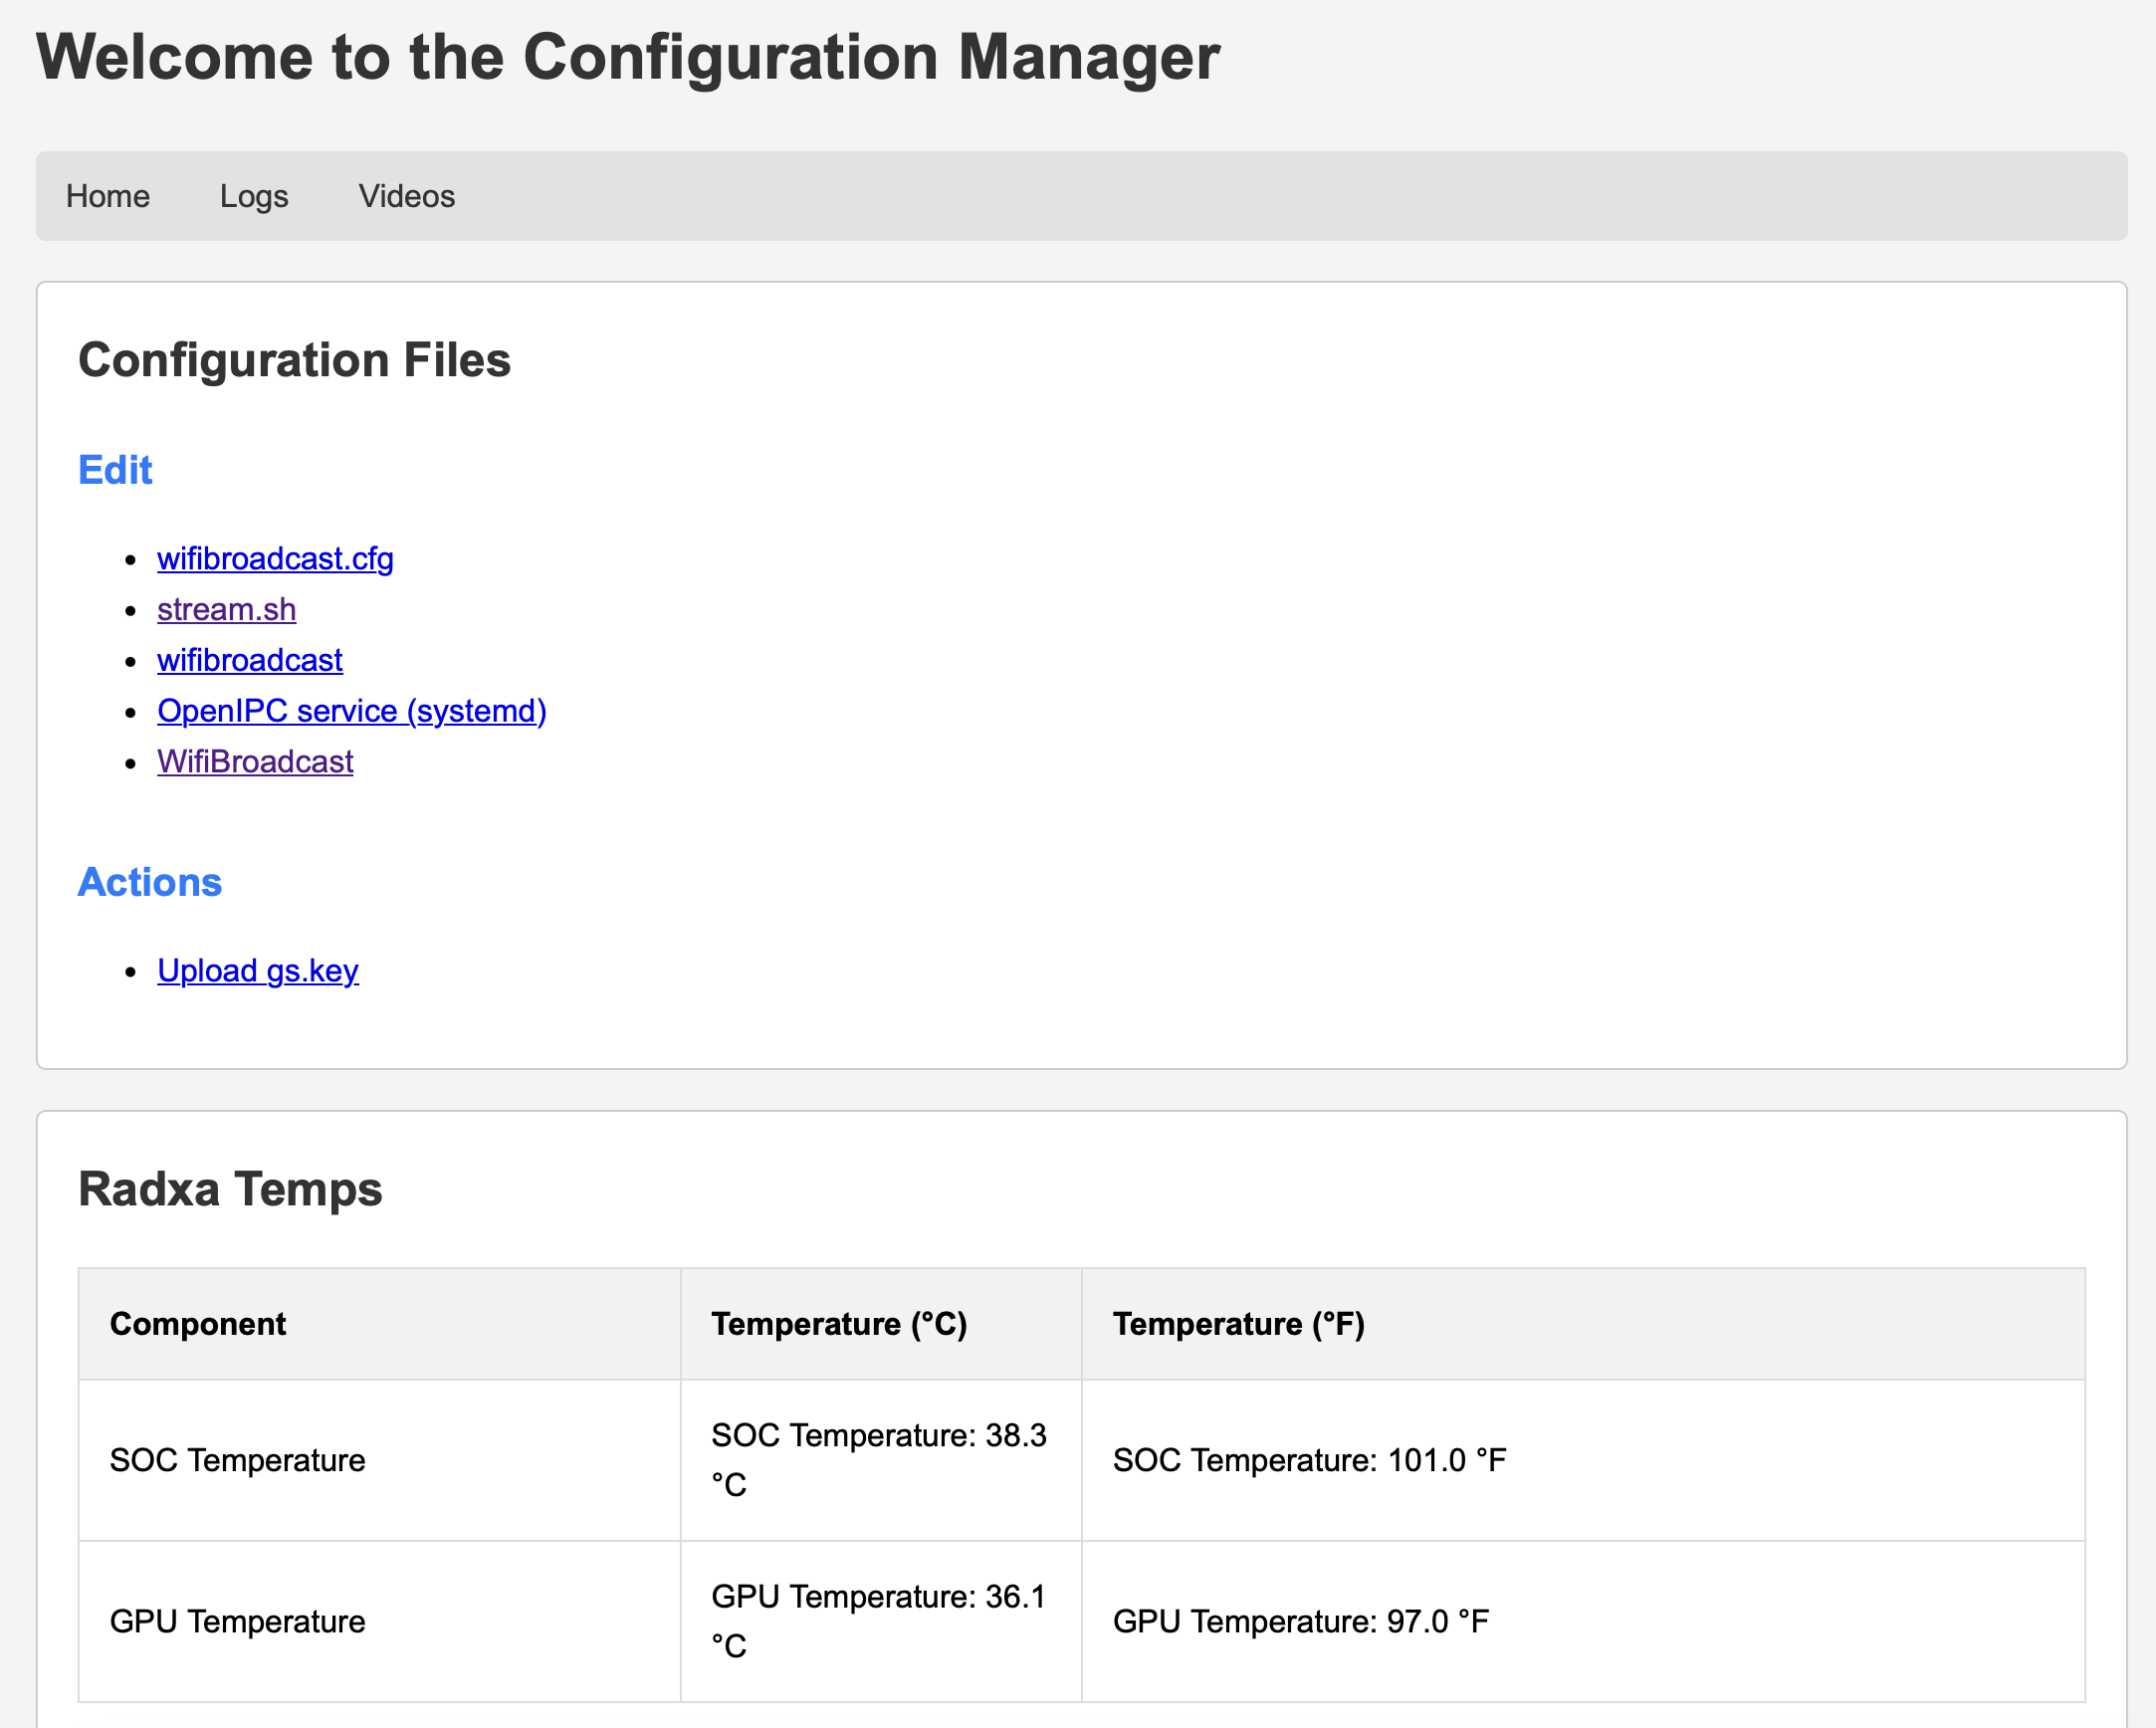 Welcome to the Configuration Manager
Home Logs Videos
Configuration Files
Edit
wifibroadcast.cfg
stream.sh
wifibroadcast
OpenIPC service (systemd)
WifiBroadcast
Actions
Upload gs.key
Radxa Temps
Component Temperature (°C) Temperature (°F)
SOC Temperature SOC Temperature: 38.3 °C SOC Temperature: 101.0 °F
GPU Temperature GPU Temperature: 36.1 °C GPU Temperature: 97.0 °F